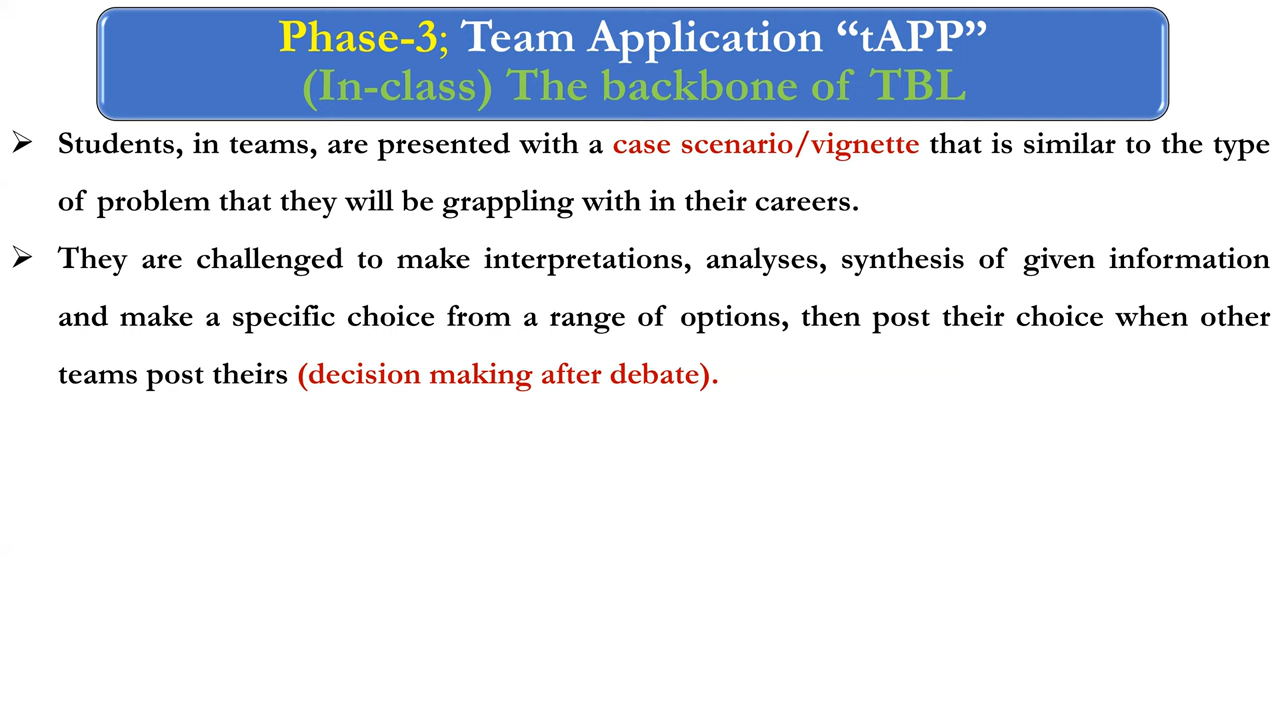 Phase-3; Team Application “tAPP”
(In-class) The backbone of TBL
➢ Students, in teams, are presented with a case scenario/vignette that is similar to the type
of problem that they will be grappling with in their careers.
➢ They are challenged to make interpretations, analyses, synthesis of given information
and make a specific choice from a range of options, then post their choice when other
teams post theirs (decision making after debate).